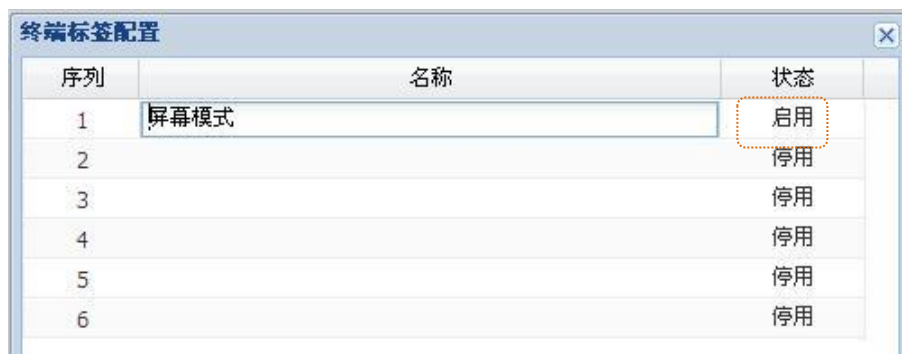 终端标签配置
序列 名称 状态
1 屏幕模式 启用
2 停用
3 停用
4 停用
5 停用
6 停用